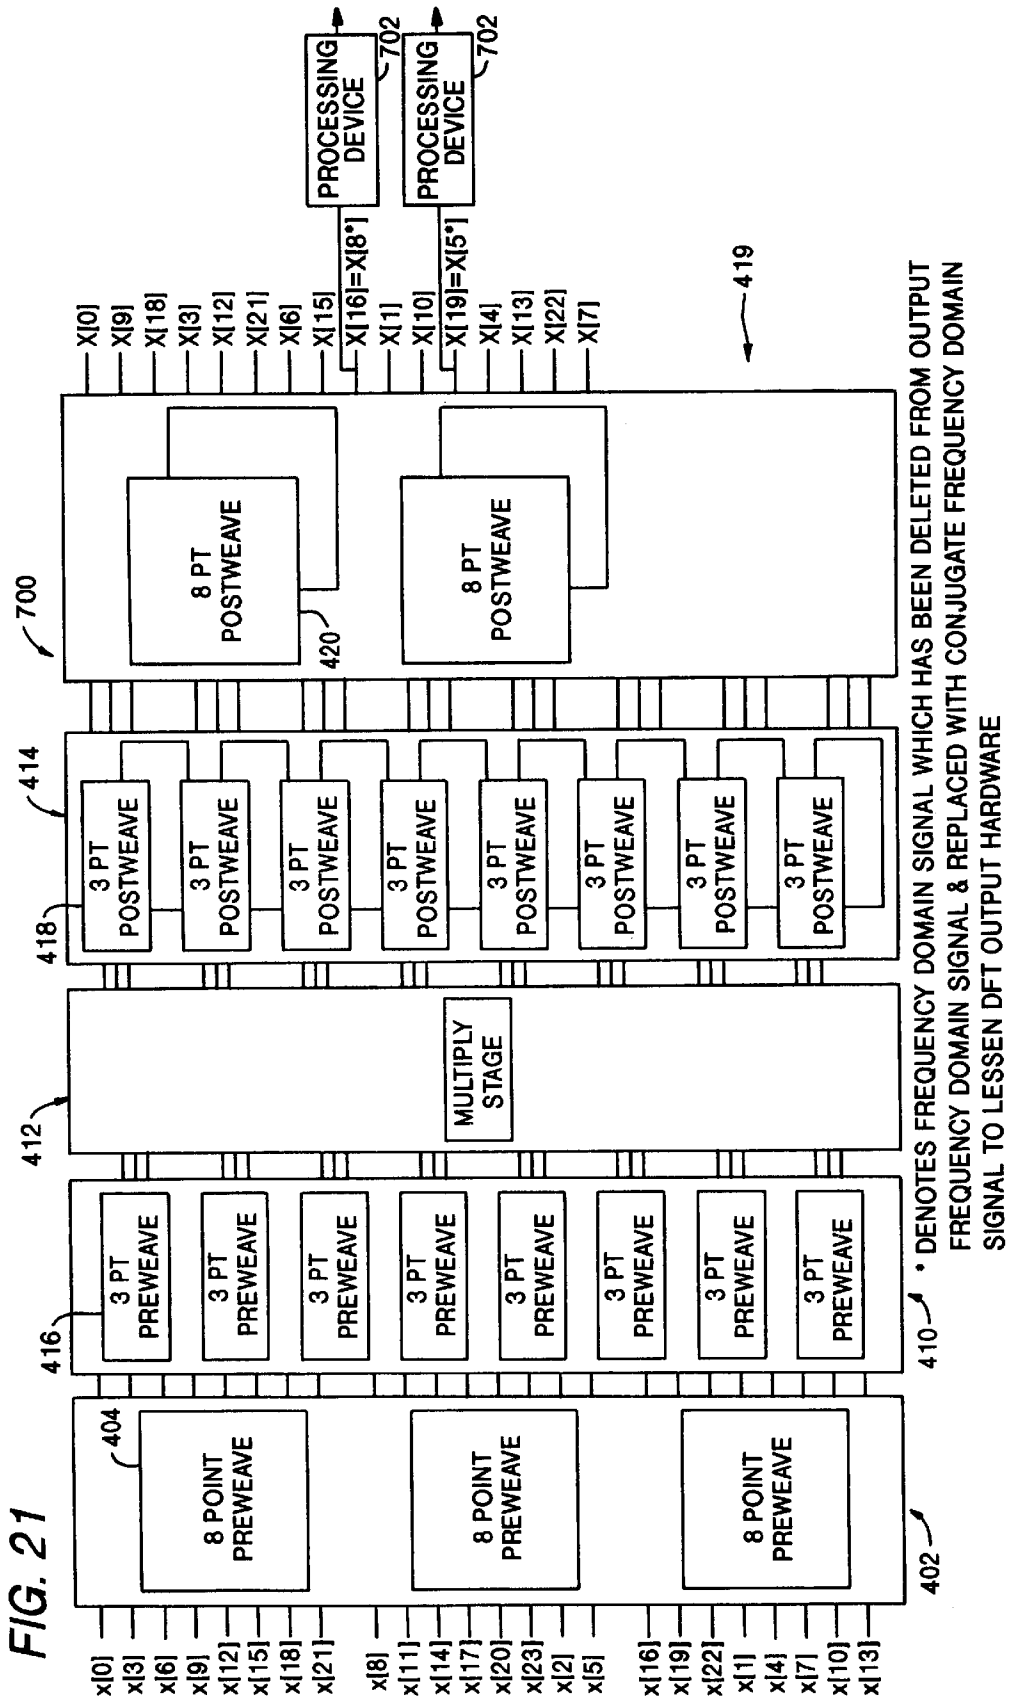 FIG. 21
x[0]
x[3]
x[6]
x[9]
x[12]
x[15]
x[18]
x[21]
x[8]
x[11]
x[14]
x[17]
x[20]
x[23]
x[2]
x[5]
x[16]
x[19]
x[22]
x[1]
x[4]
x[7]
x[10]
x[13]
402
404
8 POINT
PREWEAVE
8 POINT
PREWEAVE
8 POINT
PREWEAVE
410
416
3 PT
PREWEAVE
3 PT
PREWEAVE
3 PT
PREWEAVE
3 PT
PREWEAVE
3 PT
PREWEAVE
3 PT
PREWEAVE
3 PT
PREWEAVE
3 PT
PREWEAVE
412
MULTIPLY
STAGE
414
418
3 PT
POSTWEAVE
3 PT
POSTWEAVE
3 PT
POSTWEAVE
3 PT
POSTWEAVE
3 PT
POSTWEAVE
3 PT
POSTWEAVE
3 PT
POSTWEAVE
3 PT
POSTWEAVE
700
8 PT
POSTWEAVE
420
8 PT
POSTWEAVE
X[0]
X[9]
X[18]
X[3]
X[12]
X[21]
X[6]
X[15]
X[16]=X[8*]
X[1]
X[10]
X[19]=X[5*]
X[4]
X[13]
X[22]
X[7]
419
PROCESSING
DEVICE
702
PROCESSING
DEVICE
702
* DENOTES FREQUENCY DOMAIN SIGNAL WHICH HAS BEEN DELETED FROM OUTPUT
FREQUENCY DOMAIN SIGNAL & REPLACED WITH CONJUGATE FREQUENCY DOMAIN
SIGNAL TO LESSEN DFT OUTPUT HARDWARE